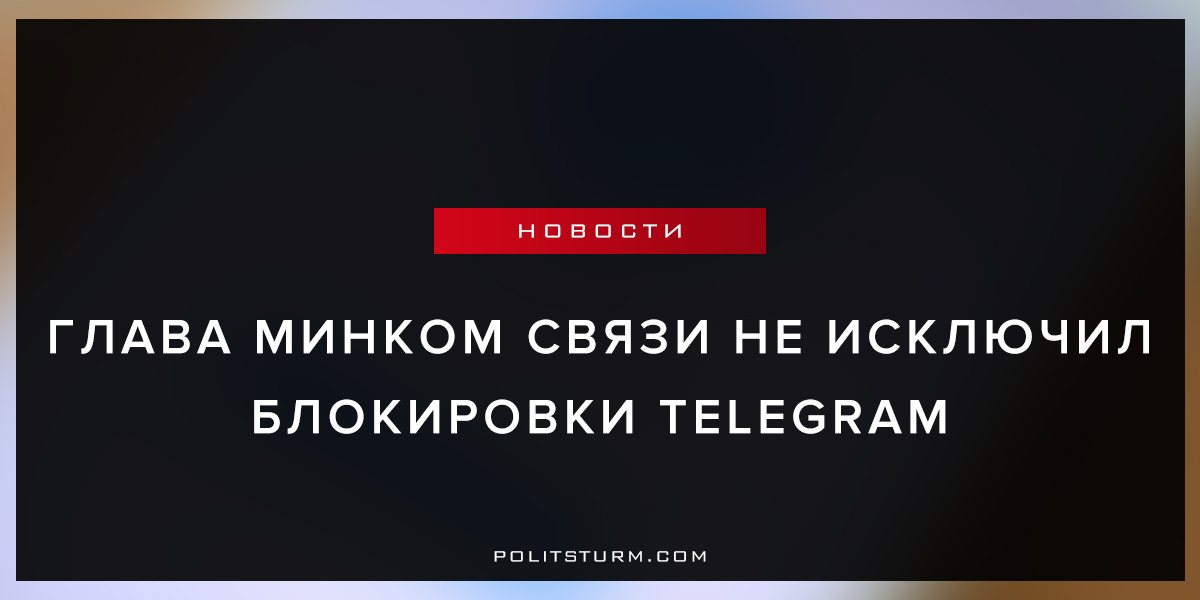 НОВОСТИ
ГЛАВА МИНКОМ СВЯЗИ НЕ ИСКЛЮЧИЛ
БЛОКИРОВКИ TELEGRAM
POLITSTURM.COM